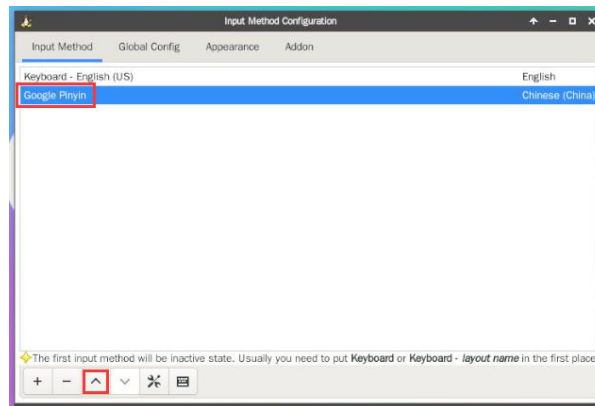 Input Method Configuration
Input Method Global Config Appearance Addon
Keyboard - English (US) English
Google Pinyin Chinese (China)
The first input method will be inactive state. Usually you need to put Keyboard or Keyboard - layout name in the first place